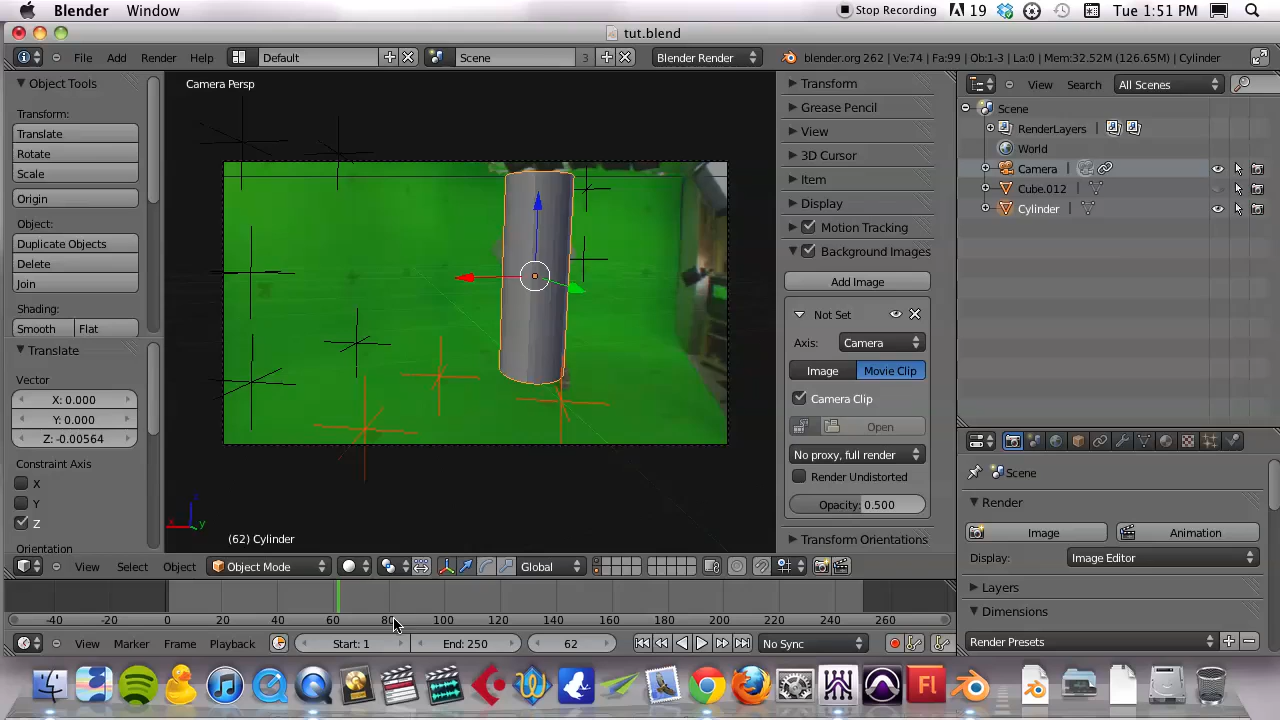 Blender Window Stop Recording 19 Tue 1:51 PM
tut.blend
File Add Render Help Default Scene 3 Blender Render blender.org 262 | Ve:74 | Fa:99 | Ob:1-3 | La:0 | Mem:32.52M (126.65M) | Cylinder
Object Tools
Transform:
Translate
Rotate
Scale
Origin
Object:
Duplicate Objects
Delete
Join
Shading:
Smooth Flat
Translate
Vector
X: 0.000
Y: 0.000
Z: -0.00564
Constraint Axis
X
Y
Z
Orientation
Camera Persp
x y
(62) Cylinder
Transform
Grease Pencil
View
3D Cursor
Item
Display
Motion Tracking
Background Images
Add Image
Not Set
Axis: Camera
Image Movie Clip
Camera Clip
Open
No proxy, full render
Render Undistorted
Opacity: 0.500
Transform Orientations
View Search All Scenes
Scene
RenderLayers
World
Camera
Cube.012
Cylinder
Scene
Render
Image Animation
Display: Image Editor
Layers
Dimensions
Render Presets
View Select Object Object Mode Global
-40 -20 0 20 40 60 80 100 120 140 160 180 200 220 240 260
View Marker Frame Playback Start: 1 End: 250 62 No Sync
Fl